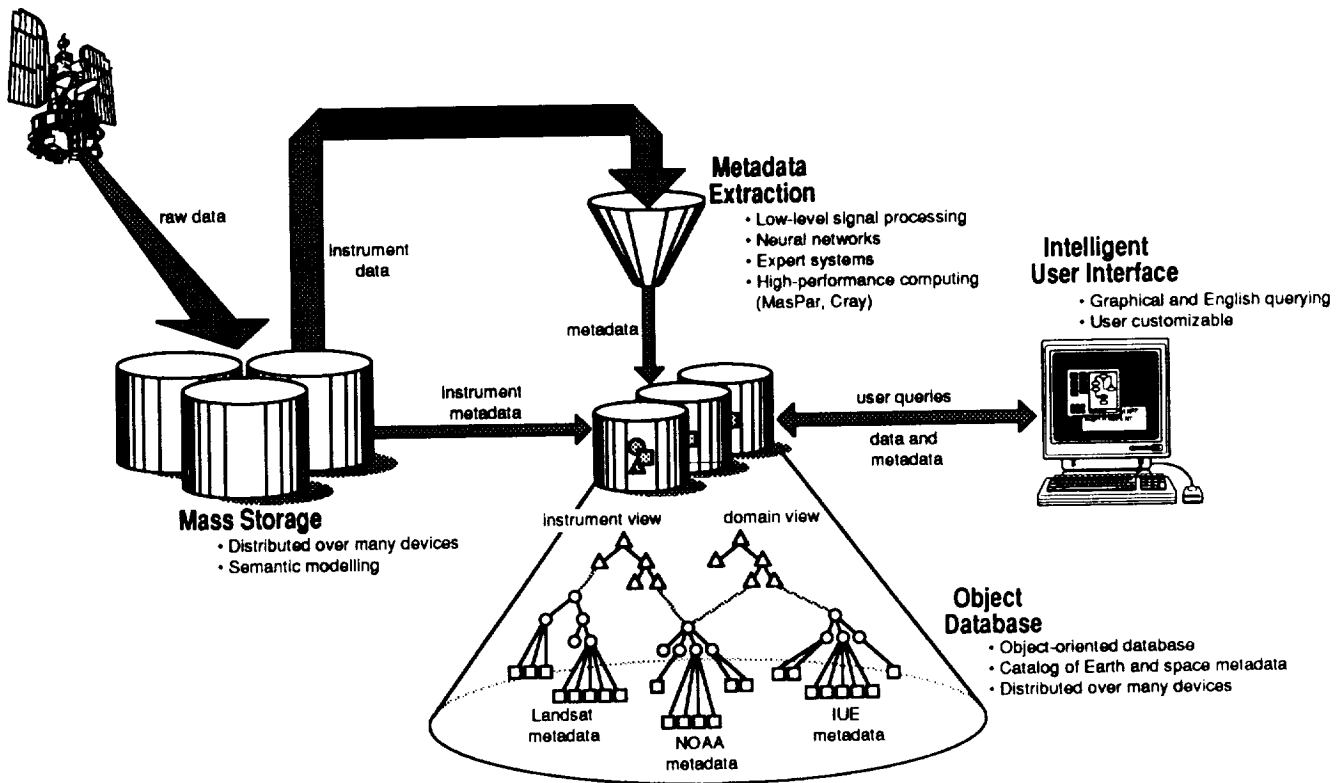 raw data
instrument
data
Metadata
Extraction
• Low-level signal processing
• Neural networks
• Expert systems
• High-performance computing
(MasPar, Cray)
metadata
Intelligent
User Interface
• Graphical and English querying
• User customizable
instrument
metadata
user queries
data and
metadata
Mass Storage
• Distributed over many devices
• Semantic modelling
instrument view
domain view
Object
Database
• Object-oriented database
• Catalog of Earth and space metadata
• Distributed over many devices
Landsat
metadata
NOAA
metadata
IUE
metadata